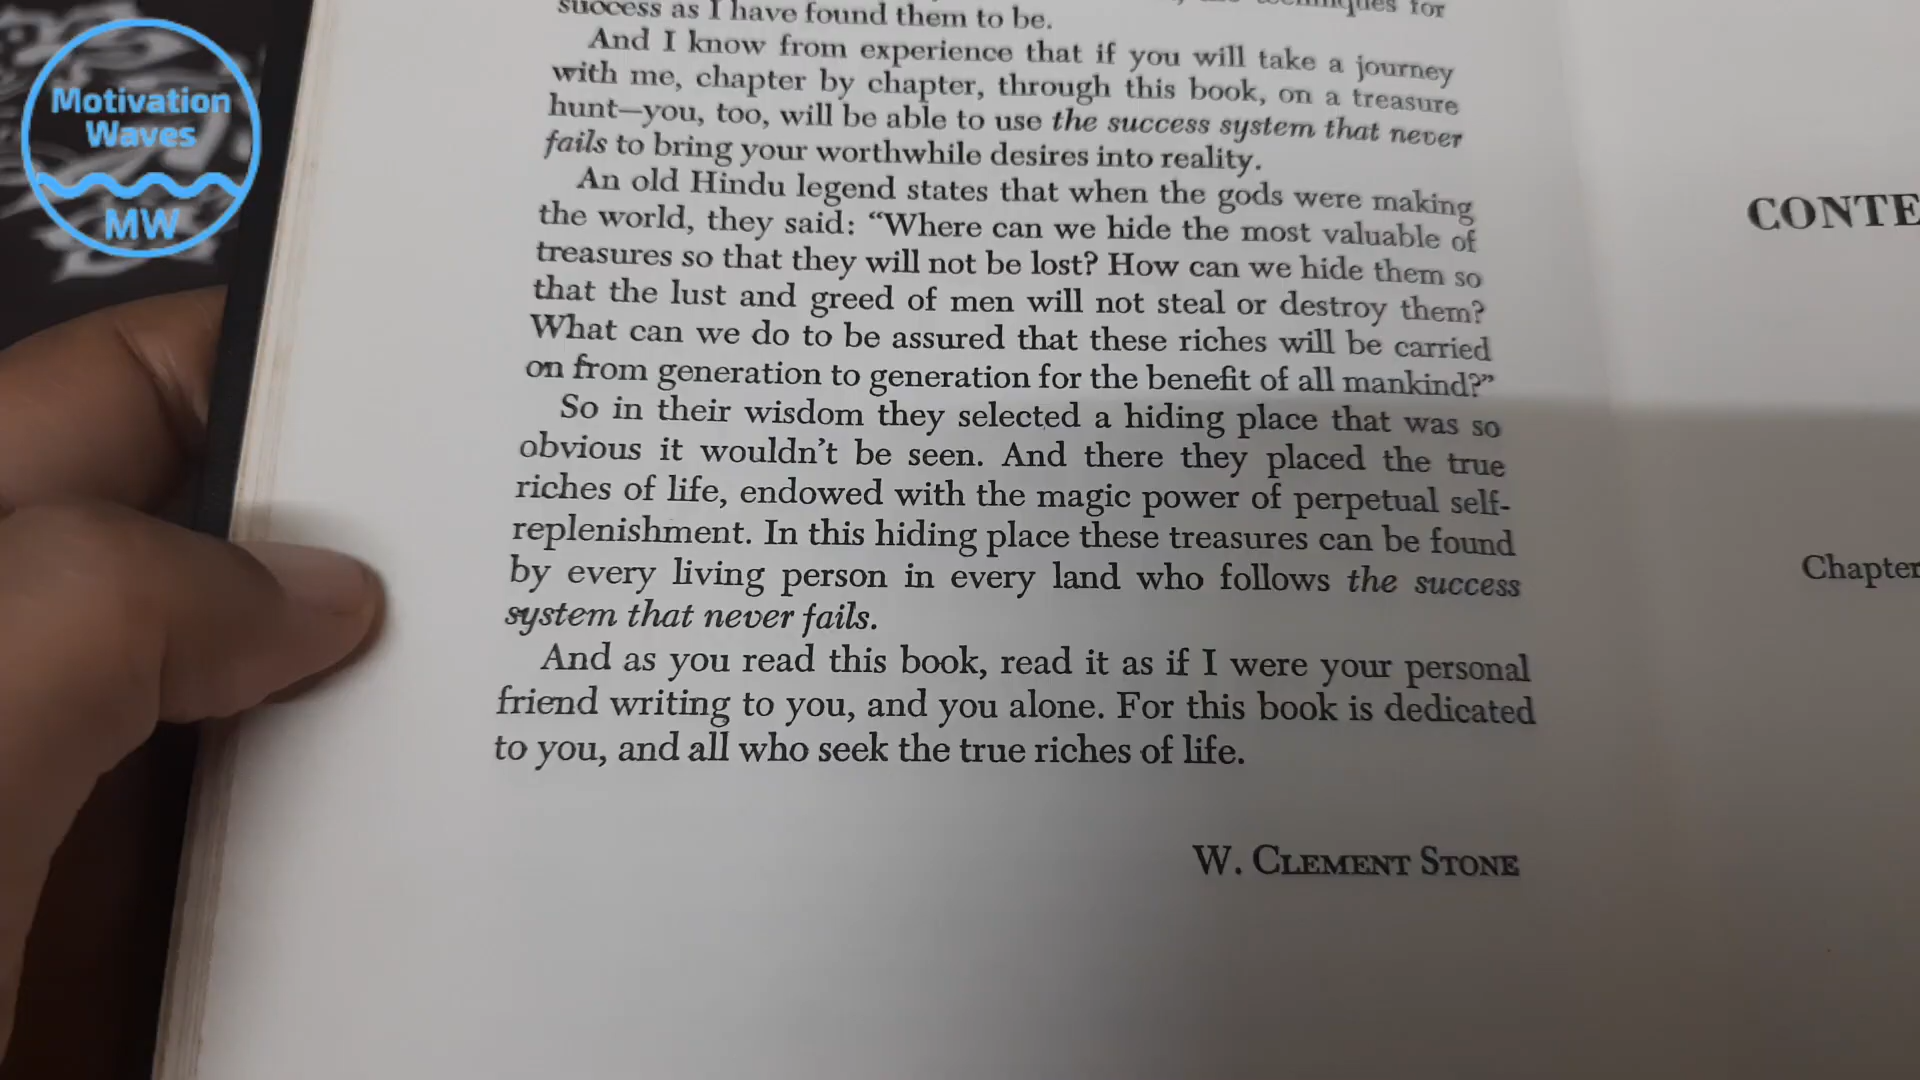 Motivation
Waves
MW
techniques for
success as I have found them to be.
And I know from experience that if you will take a journey
with me, chapter by chapter, through this book, on a treasure
hunt—you, too, will be able to use the success system that never
fails to bring your worthwhile desires into reality.
An old Hindu legend states that when the gods were making
the world, they said: “Where can we hide the most valuable of
treasures so that they will not be lost? How can we hide them so
that the lust and greed of men will not steal or destroy them?
What can we do to be assured that these riches will be carried
on from generation to generation for the benefit of all mankind?”
So in their wisdom they selected a hiding place that was so
obvious it wouldn’t be seen. And there they placed the true
riches of life, endowed with the magic power of perpetual self-
replenishment. In this hiding place these treasures can be found
by every living person in every land who follows the success
system that never fails.
And as you read this book, read it as if I were your personal
friend writing to you, and you alone. For this book is dedicated
to you, and all who seek the true riches of life.
W. CLEMENT STONE
CONTE
Chapter